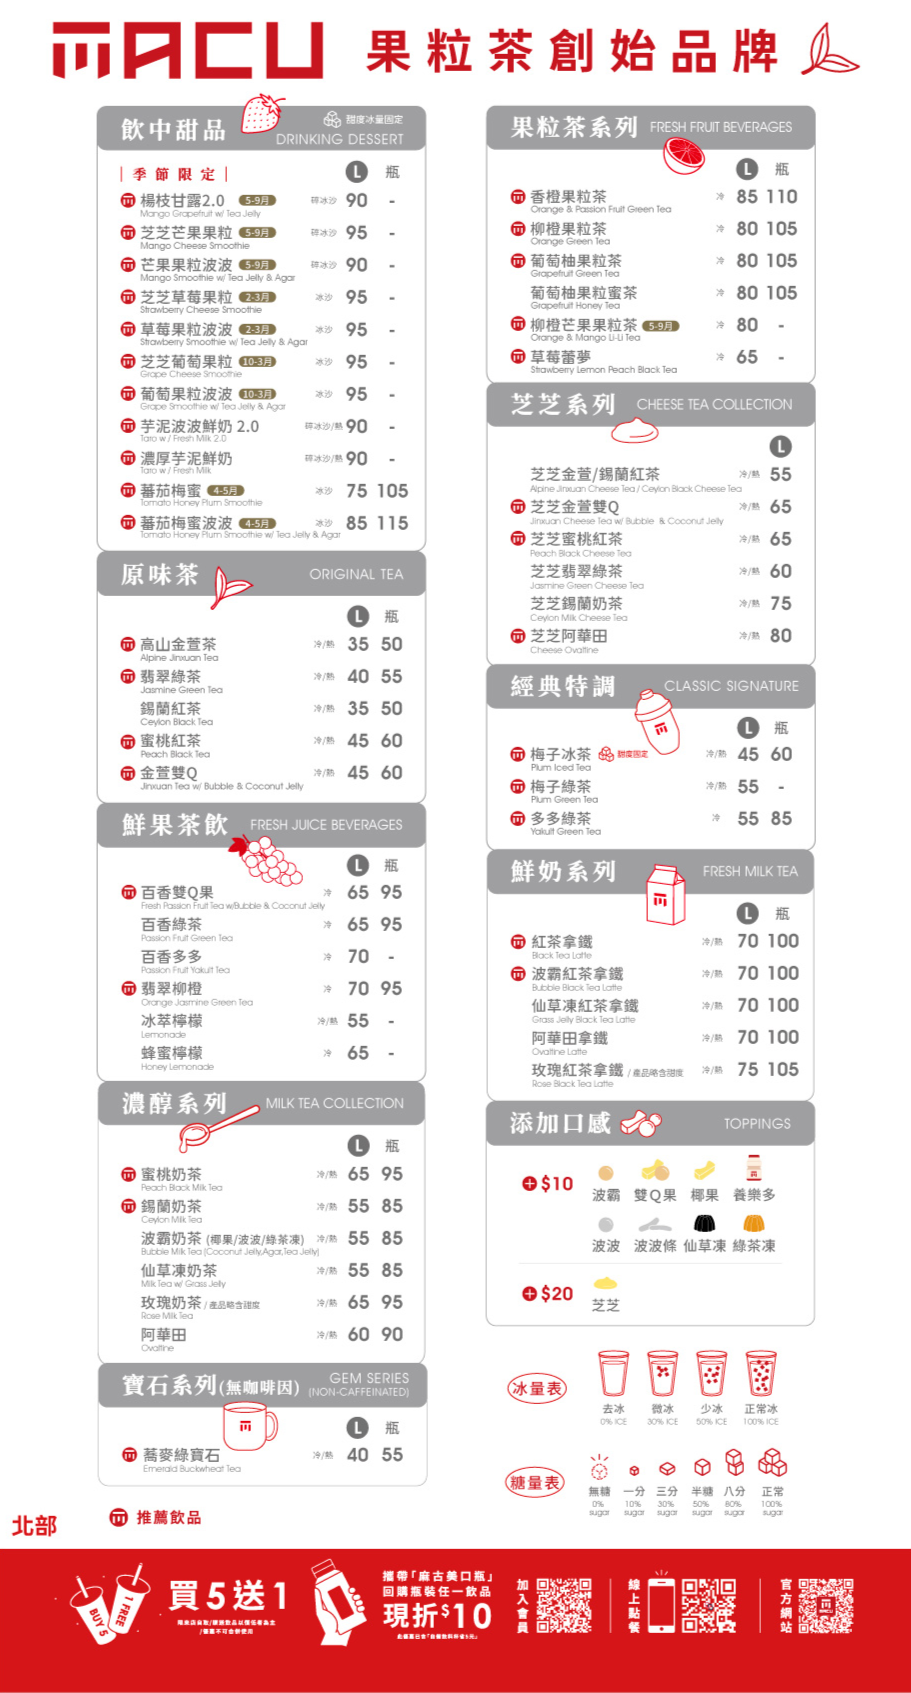 MACU 果粒茶創始品牌
飲中甜品
甜度冰量固定
DRINKING DESSERT
季節限定
L 瓶
楊枝甘露2.0 5-9月 碎冰沙 90 -
Mango Grapefruit w/ Tea Jelly
芝芝芒果果粒 5-9月 碎冰沙 95 -
Mango Cheese Smoothie
芒果果粒波波 5-9月 碎冰沙 90 -
Mango Smoothie w/ Tea Jelly & Agar
芝芝草莓果粒 2-3月 冰沙 95 -
Strawberry Cheese Smoothie
草莓果粒波波 2-3月 冰沙 95 -
Strawberry Smoothie w/ Tea Jelly & Agar
芝芝葡萄果粒 10-3月 冰沙 95 -
Grape Cheese Smoothie
葡萄果粒波波 10-3月 冰沙 95 -
Grape Smoothie w/ Tea Jelly & Agar
芋泥波波鮮奶 2.0 碎冰沙/熱 90 -
Taro w / Fresh Milk 2.0
濃厚芋泥鮮奶 碎冰沙/熱 90 -
Taro w / Fresh Milk
蕃茄梅蜜 4-5月 冰沙 75 105
Tomato Honey Plum Smoothie
蕃茄梅蜜波波 4-5月 冰沙 85 115
Tomato Honey Plum Smoothie w/ Tea Jelly & Agar
原味茶 ORIGINAL TEA
L 瓶
高山金萱茶 冷/熱 35 50
Alpine Jinxuan Tea
翡翠綠茶 冷/熱 40 55
Jasmine Green Tea
錫蘭紅茶 冷/熱 35 50
Ceylon Black Tea
蜜桃紅茶 冷/熱 45 60
Peach Black Tea
金萱雙Q 冷/熱 45 60
Jinxuan Tea w/ Bubble & Coconut Jelly
鮮果茶飲 FRESH JUICE BEVERAGES
L 瓶
百香雙Q果 冷 65 95
Fresh Passion Fruit Tea w/Bubble & Coconut Jelly
百香綠茶 冷 65 95
Passion Fruit Green Tea
百香多多 冷 70 -
Passion Fruit Yakult Tea
翡翠柳橙 冷 70 95
Orange Jasmine Green Tea
冰萃檸檬 冷/熱 55 -
Lemonade
蜂蜜檸檬 冷 65 -
Honey Lemonade
濃醇系列 MILK TEA COLLECTION
L 瓶
蜜桃奶茶 冷/熱 65 95
Peach Black Milk Tea
錫蘭奶茶 冷/熱 55 85
Ceylon Milk Tea
波霸奶茶 (椰果/波波/綠茶凍) 冷/熱 55 85
Bubble Milk Tea (Coconut Jelly,Agar,Tea Jelly)
仙草凍奶茶 冷/熱 55 85
Milk Tea w/ Grass Jelly
玫瑰奶茶 / 產品略含甜度 冷/熱 65 95
Rose Milk Tea
阿華田 冷/熱 60 90
Ovaltine
寶石系列(無咖啡因) GEM SERIES
(NON-CAFFEINATED)
L 瓶
蕎麥綠寶石 冷/熱 40 55
Emerald Buckwheat Tea
推薦飲品
北部
果粒茶系列 FRESH FRUIT BEVERAGES
L 瓶
香橙果粒茶 冷 85 110
Orange & Passion Fruit Green Tea
柳橙果粒茶 冷 80 105
Orange Green Tea
葡萄柚果粒茶 冷 80 105
Grapefruit Green Tea
葡萄柚果粒蜜茶 冷 80 105
Grapefruit Honey Tea
柳橙芒果果粒茶 5-9月 冷 80 -
Orange & Mango Li-Li Tea
草莓蕾夢 冷 65 -
Strawberry Lemon Peach Black Tea
芝芝系列 CHEESE TEA COLLECTION
L
芝芝金萱/錫蘭紅茶 冷/熱 55
Alpine Jinxuan Cheese Tea / Ceylon Black Cheese Tea
芝芝金萱雙Q 冷/熱 65
Jinxuan Cheese Tea w/ Bubble & Coconut Jelly
芝芝蜜桃紅茶 冷/熱 65
Peach Black Cheese Tea
芝芝翡翠綠茶 冷/熱 60
Jasmine Green Cheese Tea
芝芝錫蘭奶茶 冷/熱 75
Ceylon Milk Cheese Tea
芝芝阿華田 冷/熱 80
Cheese Ovaltine
經典特調 CLASSIC SIGNATURE
L 瓶
梅子冰茶 甜度固定 冷/熱 45 60
Plum Iced Tea
梅子綠茶 冷/熱 55 -
Plum Green Tea
多多綠茶 冷 55 85
Yakult Green Tea
鮮奶系列 FRESH MILK TEA
L 瓶
紅茶拿鐵 冷/熱 70 100
Black Tea Latte
波霸紅茶拿鐵 冷/熱 70 100
Bubble Black Tea Latte
仙草凍紅茶拿鐵 冷/熱 70 100
Grass Jelly Black Tea Latte
阿華田拿鐵 冷/熱 70 100
Ovaltine Latte
玫瑰紅茶拿鐵 / 產品略含甜度 冷/熱 75 105
Rose Black Tea Latte
添加口感 TOPPINGS
+$10
波霸 雙Q果 椰果 養樂多
波波 波波條 仙草凍 綠茶凍
+$20
芝芝
冰量表
去冰 微冰 少冰 正常冰
0% ICE 30% ICE 50% ICE 100% ICE
糖量表
無糖 一分 三分 半糖 八分 正常
0% 10% 30% 50% 80% 100%
sugar sugar sugar sugar sugar sugar
BUY 5 1 FREE
買5送1
攜帶「麻古美口瓶」
回購瓶裝任一飲品
現折$10
加入會員
線上點餐
官方網站